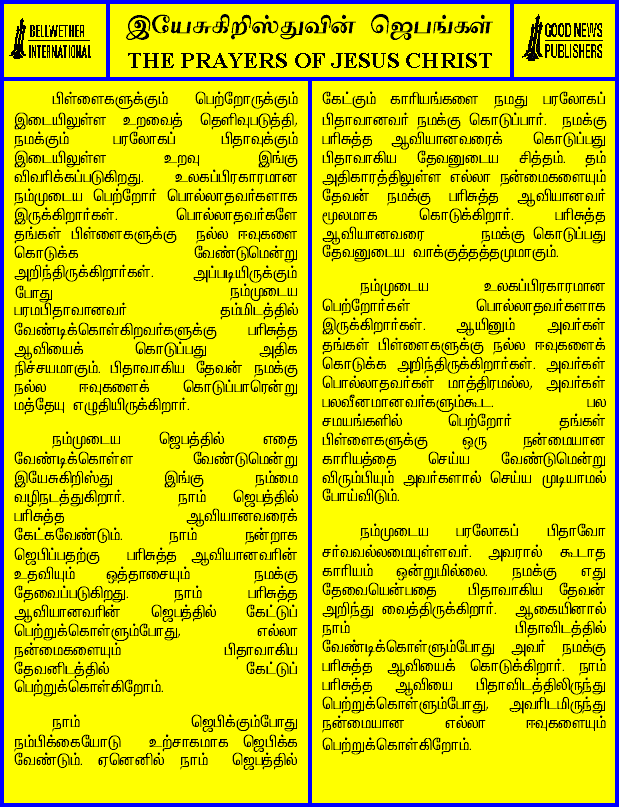 BELLWETHER
INTERNATIONAL
இயேசுகிறிஸ்துவின் ஜெபங்கள்
THE PRAYERS OF JESUS CHRIST
GOOD NEWS
PUBLISHERS
பிள்ளைகளுக்கும் பெற்றோருக்கும்
இடையிலுள்ள உறவைத் தெளிவுபடுத்தி,
நமக்கும் பரலோகப் பிதாவுக்கும்
இடையிலுள்ள உறவு இங்கு
விவரிக்கப்படுகிறது. உலகப்பிரகாரமான
நம்முடைய பெற்றோர் பொல்லாதவர்களாக
இருக்கிறார்கள். பொல்லாதவர்களே
தங்கள் பிள்ளைகளுக்கு நல்ல ஈவுகளை
கொடுக்க வேண்டுமென்று
அறிந்திருக்கிறார்கள். அப்படியிருக்கும்
போது நம்முடைய
பரமபிதாவானவர் தம்மிடத்தில்
வேண்டிக்கொள்கிறவர்களுக்கு பரிசுத்த
ஆவியைக் கொடுப்பது அதிக
நிச்சயமாகும். பிதாவாகிய தேவன் நமக்கு
நல்ல ஈவுகளைக் கொடுப்பாரென்று
மத்தேயு எழுதியிருக்கிறார்.
நம்முடைய ஜெபத்தில் எதை
வேண்டிக்கொள்ள வேண்டுமென்று
இயேசுகிறிஸ்து இங்கு நம்மை
வழிநடத்துகிறார். நாம் ஜெபத்தில்
பரிசுத்த ஆவியானவரைக்
கேட்கவேண்டும். நாம் நன்றாக
ஜெபிப்பதற்கு பரிசுத்த ஆவியானவரின்
உதவியும் ஒத்தாசையும் நமக்கு
தேவைப்படுகிறது. நாம் பரிசுத்த
ஆவியானவரின் ஜெபத்தில் கேட்டுப்
பெற்றுக்கொள்ளும்போது, எல்லா
நன்மைகளையும் பிதாவாகிய
தேவனிடத்தில் கேட்டுப்
பெற்றுக்கொள்கிறோம்.
நாம் ஜெபிக்கும்போது
நம்பிக்கையோடு உற்சாகமாக ஜெபிக்க
வேண்டும். ஏனெனில் நாம் ஜெபத்தில்
கேட்கும் காரியங்களை நமது பரலோகப்
பிதாவானவர் நமக்கு கொடுப்பார். நமக்கு
பரிசுத்த ஆவியானவரைக் கொடுப்பது
பிதாவாகிய தேவனுடைய சித்தம். தம்
அதிகாரத்திலுள்ள எல்லா நன்மைகளையும்
தேவன் நமக்கு பரிசுத்த ஆவியானவர்
மூலமாக கொடுக்கிறார். பரிசுத்த
ஆவியானவரை நமக்கு கொடுப்பது
தேவனுடைய வாக்குத்தத்தமுமாகும்.
நம்முடைய உலகப்பிரகாரமான
பெற்றோர்கள் பொல்லாதவர்களாக
இருக்கிறார்கள். ஆயினும் அவர்கள்
தங்கள் பிள்ளைகளுக்கு நல்ல ஈவுகளைக்
கொடுக்க அறிந்திருக்கிறார்கள். அவர்கள்
பொல்லாதவர்கள் மாத்திரமல்ல, அவர்கள்
பலவீனமானவர்களும்கூட. பல
சமயங்களில் பெற்றோர் தங்கள்
பிள்ளைகளுக்கு ஒரு நன்மையான
காரியத்தை செய்ய வேண்டுமென்று
விரும்பியும் அவர்களால் செய்ய முடியாமல்
போய்விடும்.
நம்முடைய பரலோகப் பிதாவோ
சர்வவல்லமையுள்ளவர். அவரால் கூடாத
காரியம் ஒன்றுமில்லை. நமக்கு எது
தேவையென்பதை பிதாவாகிய தேவன்
அறிந்து வைத்திருக்கிறார். ஆகையினால்
நாம் பிதாவிடத்தில்
வேண்டிக்கொள்ளும்போது அவர் நமக்கு
பரிசுத்த ஆவியைக் கொடுக்கிறார். நாம்
பரிசுத்த ஆவியை பிதாவிடத்திலிருந்து
பெற்றுக்கொள்ளும்போது, அவரிடமிருந்து
நன்மையான எல்லா ஈவுகளையும்
பெற்றுக்கொள்கிறோம்.